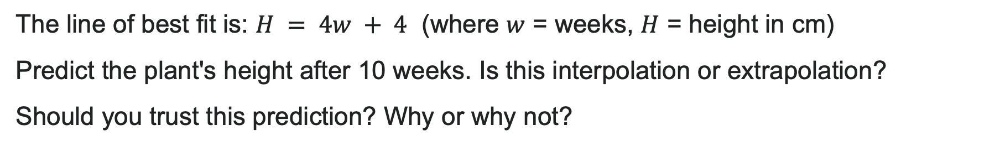 The line of best fit is: H = 4w + 4 (where w = weeks, H = height in cm)
Predict the plant's height after 10 weeks. Is this interpolation or extrapolation?
Should you trust this prediction? Why or why not?